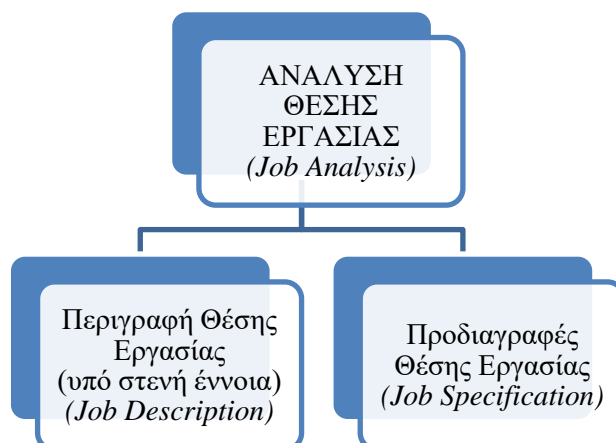 ΑΝΑΛΥΣΗ
ΘΕΣΗΣ
ΕΡΓΑΣΙΑΣ
(Job Analysis)
Περιγραφή Θέσης
Εργασίας
(υπό στενή έννοια)
(Job Description)
Προδιαγραφές
Θέσης Εργασίας
(Job Specification)